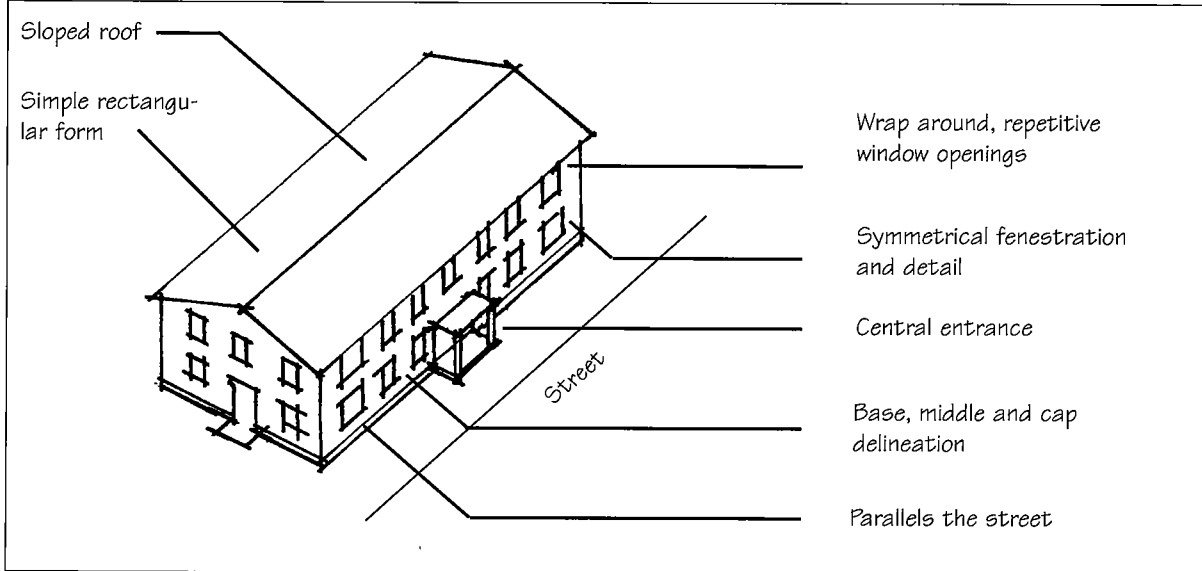 Sloped roof
Simple rectangu-
lar form
Wrap around, repetitive
window openings
Symmetrical fenestration
and detail
Central entrance
Street
Base, middle and cap
delineation
Parallels the street